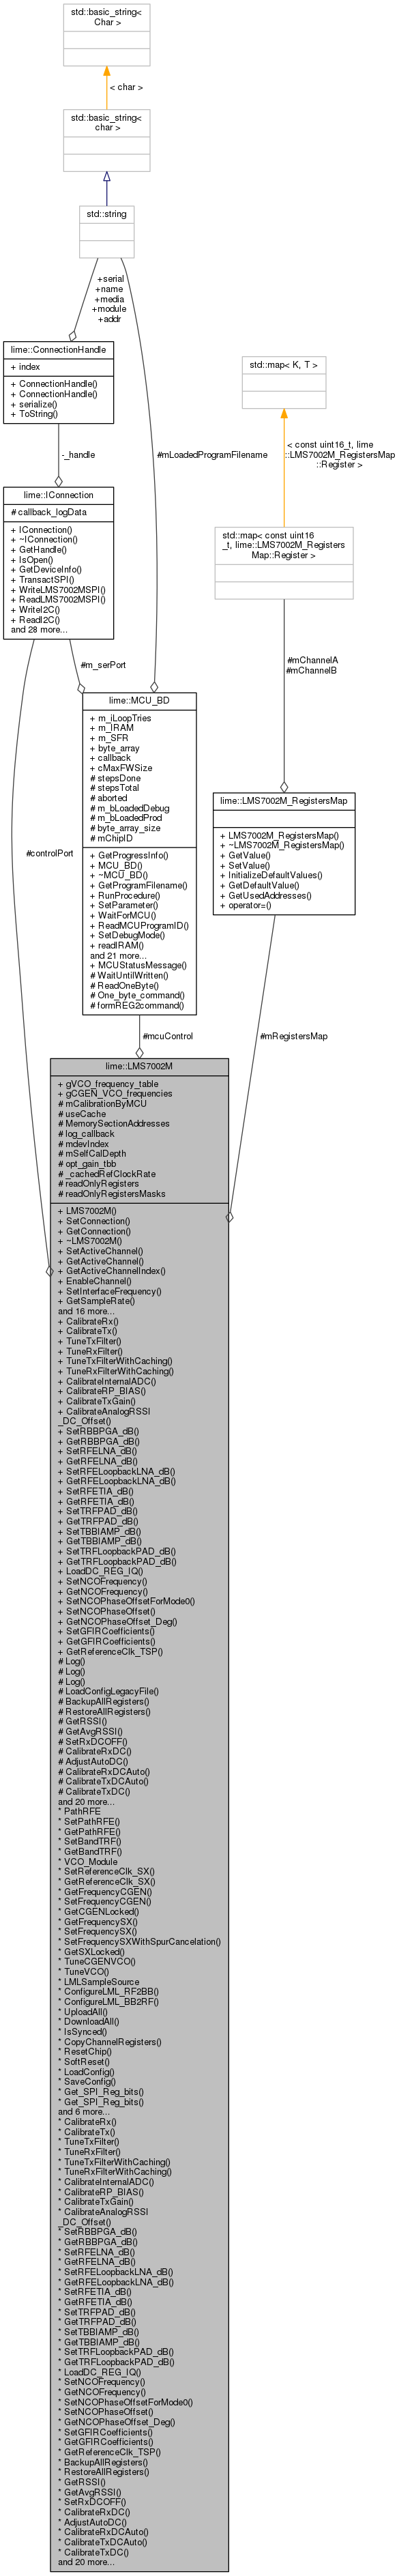 std::basic_string<
Char >
< char >
std::basic_string<
char >
std::string
+serial
+name
+media
+module
+addr
lime::ConnectionHandle
+ index
+ ConnectionHandle()
+ ConnectionHandle()
+ serialize()
+ ToString()
std::map< K, T >
< const uint16_t, lime
::LMS7002M_RegistersMap
::Register >
#mLoadedProgramFilename
-_handle
lime::IConnection
# callback_logData
+ IConnection()
+ ~IConnection()
+ GetHandle()
+ IsOpen()
+ GetDeviceInfo()
+ TransactSPI()
+ WriteLMS7002MSPI()
+ ReadLMS7002MSPI()
+ WriteI2C()
+ ReadI2C()
and 28 more...
std::map< const uint16
_t, lime::LMS7002M_Registers
Map::Register >
#m_serPort
#mChannelA
#mChannelB
lime::MCU_BD
+ m_iLoopTries
+ m_IRAM
+ m_SFR
+ byte_array
+ callback
+ cMaxFWSize
# stepsDone
# stepsTotal
# aborted
# m_bLoadedDebug
# m_bLoadedProd
# byte_array_size
# mChipID
+ GetProgressInfo()
+ MCU_BD()
+ ~MCU_BD()
+ GetProgramFilename()
+ RunProcedure()
+ SetParameter()
+ WaitForMCU()
+ ReadMCUProgramID()
+ SetDebugMode()
+ readIRAM()
and 21 more...
+ MCUStatusMessage()
# WaitUntilWritten()
# ReadOneByte()
# One_byte_command()
# formREG2command()
lime::LMS7002M_RegistersMap
+ LMS7002M_RegistersMap()
+ ~LMS7002M_RegistersMap()
+ GetValue()
+ SetValue()
+ InitializeDefaultValues()
+ GetDefaultValue()
+ GetUsedAddresses()
+ operator=()
#controlPort
#mcuControl
#mRegistersMap
lime::LMS7002M
+ gVCO_frequency_table
+ gCGEN_VCO_frequencies
# mCalibrationByMCU
# useCache
# MemorySectionAddresses
# log_callback
# mdevIndex
# mSelfCalDepth
# opt_gain_tbb
# _cachedRefClockRate
# readOnlyRegisters
# readOnlyRegistersMasks
+ LMS7002M()
+ SetConnection()
+ GetConnection()
+ ~LMS7002M()
+ SetActiveChannel()
+ GetActiveChannel()
+ GetActiveChannelIndex()
+ EnableChannel()
+ SetInterfaceFrequency()
+ GetSampleRate()
and 16 more...
+ CalibrateRx()
+ CalibrateTx()
+ TuneTxFilter()
+ TuneRxFilter()
+ TuneTxFilterWithCaching()
+ TuneRxFilterWithCaching()
+ CalibrateInternalADC()
+ CalibrateRP_BIAS()
+ CalibrateTxGain()
+ CalibrateAnalogRSSI
_DC_Offset()
+ SetRBBPGA_dB()
+ GetRBBPGA_dB()
+ SetRFELNA_dB()
+ GetRFELNA_dB()
+ SetRFELoopbackLNA_dB()
+ GetRFELoopbackLNA_dB()
+ SetRFETIA_dB()
+ GetRFETIA_dB()
+ SetTRFPAD_dB()
+ GetTRFPAD_dB()
+ SetTBBIAMP_dB()
+ GetTBBIAMP_dB()
+ SetTRFLoopbackPAD_dB()
+ GetTRFLoopbackPAD_dB()
+ LoadDC_REG_IQ()
+ SetNCOFrequency()
+ GetNCOFrequency()
+ SetNCOPhaseOffsetForMode0()
+ SetNCOPhaseOffset()
+ GetNCOPhaseOffset_Deg()
+ SetGFIRCoefficients()
+ GetGFIRCoefficients()
+ GetReferenceClk_TSP()
# Log()
# Log()
# Log()
# LoadConfigLegacyFile()
# BackupAllRegisters()
# RestoreAllRegisters()
# GetRSSI()
# GetAvgRSSI()
# SetRxDCOFF()
# CalibrateRxDC()
# AdjustAutoDC()
# CalibrateRxDCAuto()
# CalibrateTxDCAuto()
# CalibrateTxDC()
and 20 more...
* PathRFE
* SetPathRFE()
* GetPathRFE()
* SetBandTRF()
* GetBandTRF()
* VCO_Module
* SetReferenceClk_SX()
* GetReferenceClk_SX()
* GetFrequencyCGEN()
* SetFrequencyCGEN()
* GetCGENLocked()
* GetFrequencySX()
* SetFrequencySX()
* SetFrequencySXWithSpurCancelation()
* GetSXLocked()
* TuneCGENVCO()
* TuneVCO()
* LMLSampleSource
* ConfigureLML_RF2BB()
* ConfigureLML_BB2RF()
* UploadAll()
* DownloadAll()
* IsSynced()
* CopyChannelRegisters()
* ResetChip()
* SoftReset()
* LoadConfig()
* SaveConfig()
* Get_SPI_Reg_bits()
* Get_SPI_Reg_bits()
and 6 more...
* CalibrateRx()
* CalibrateTx()
* TuneTxFilter()
* TuneRxFilter()
* TuneTxFilterWithCaching()
* TuneRxFilterWithCaching()
* CalibrateInternalADC()
* CalibrateRP_BIAS()
* CalibrateTxGain()
* CalibrateAnalogRSSI
_DC_Offset()
* SetRBBPGA_dB()
* GetRBBPGA_dB()
* SetRFELNA_dB()
* GetRFELNA_dB()
* SetRFELoopbackLNA_dB()
* GetRFELoopbackLNA_dB()
* SetRFETIA_dB()
* GetRFETIA_dB()
* SetTRFPAD_dB()
* GetTRFPAD_dB()
* SetTBBIAMP_dB()
* GetTBBIAMP_dB()
* SetTRFLoopbackPAD_dB()
* GetTRFLoopbackPAD_dB()
* LoadDC_REG_IQ()
* SetNCOFrequency()
* GetNCOFrequency()
* SetNCOPhaseOffsetForMode0()
* SetNCOPhaseOffset()
* GetNCOPhaseOffset_Deg()
* SetGFIRCoefficients()
* GetGFIRCoefficients()
* GetReferenceClk_TSP()
* BackupAllRegisters()
* RestoreAllRegisters()
* GetRSSI()
* GetAvgRSSI()
* SetRxDCOFF()
* CalibrateRxDC()
* AdjustAutoDC()
* CalibrateRxDCAuto()
* CalibrateTxDCAuto()
* CalibrateTxDC()
and 20 more...